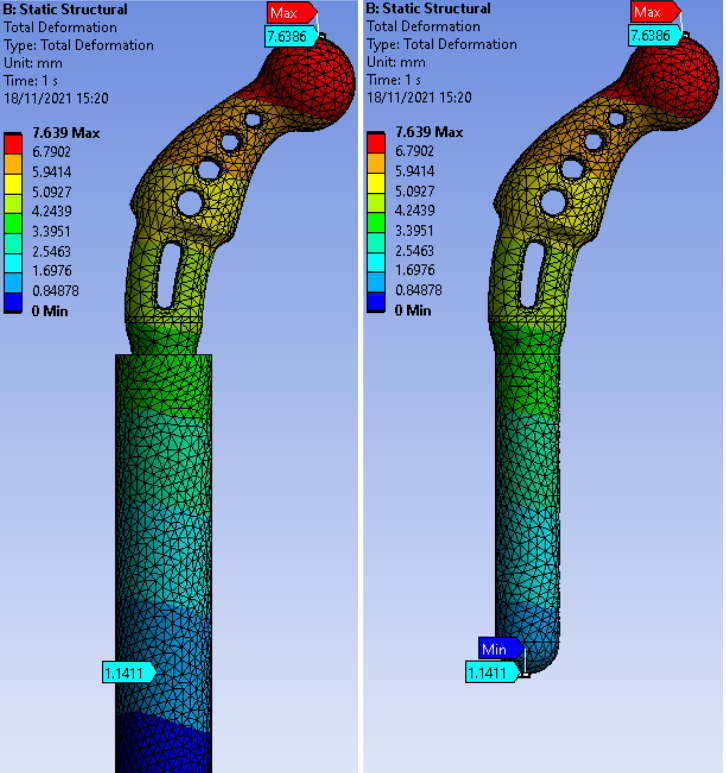 B: Static Structural
Total Deformation
Type: Total Deformation
Unit: mm
Time: 1 s
18/11/2021 15:20
7.639 Max
6.7902
5.9414
5.0927
4.2439
3.3951
2.5463
1.6976
0.84878
0 Min
Max
7.6386
1.1411
B: Static Structural
Total Deformation
Type: Total Deformation
Unit: mm
Time: 1 s
18/11/2021 15:20
7.639 Max
6.7902
5.9414
5.0927
4.2439
3.3951
2.5463
1.6976
0.84878
0 Min
Max
7.6386
Min
1.1411